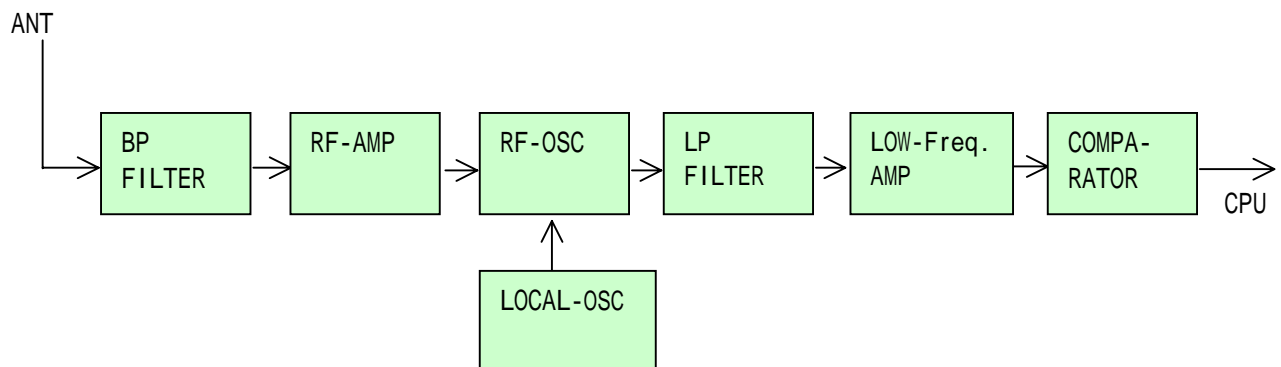 ANT
BP
FILTER
RF-AMP
RF-OSC
LP
FILTER
LOW-Freq.
AMP
COMPA-
RATOR
CPU
LOCAL-OSC